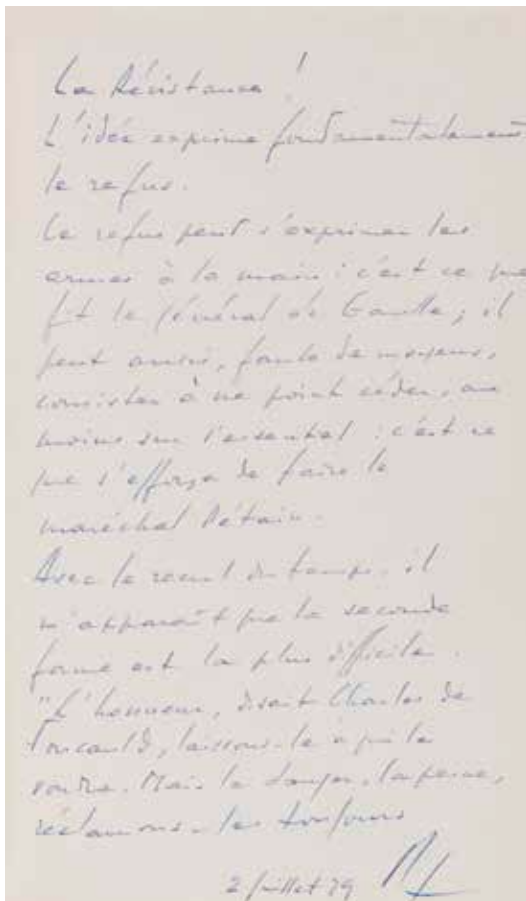 La Résistance !
L'idée exprime fondamentalement
le refus.
Le refus peut s'exprimer les
armes à la main : c'est ce que
fit le Général de Gaulle ; il
peut aussi, faute de moyens,
consister à ne point céder, au
moins sur l'essentiel : c'est ce
que s'efforça de faire le
maréchal Pétain.
Avec le recul du temps, il
m'apparaît que la seconde
forme est la plus difficile.
"L'honneur, disait Charles de
Foucauld, laissons-le à qui le
voudra. Mais le danger, la peine,
réclamons-les toujours
2 juillet 79